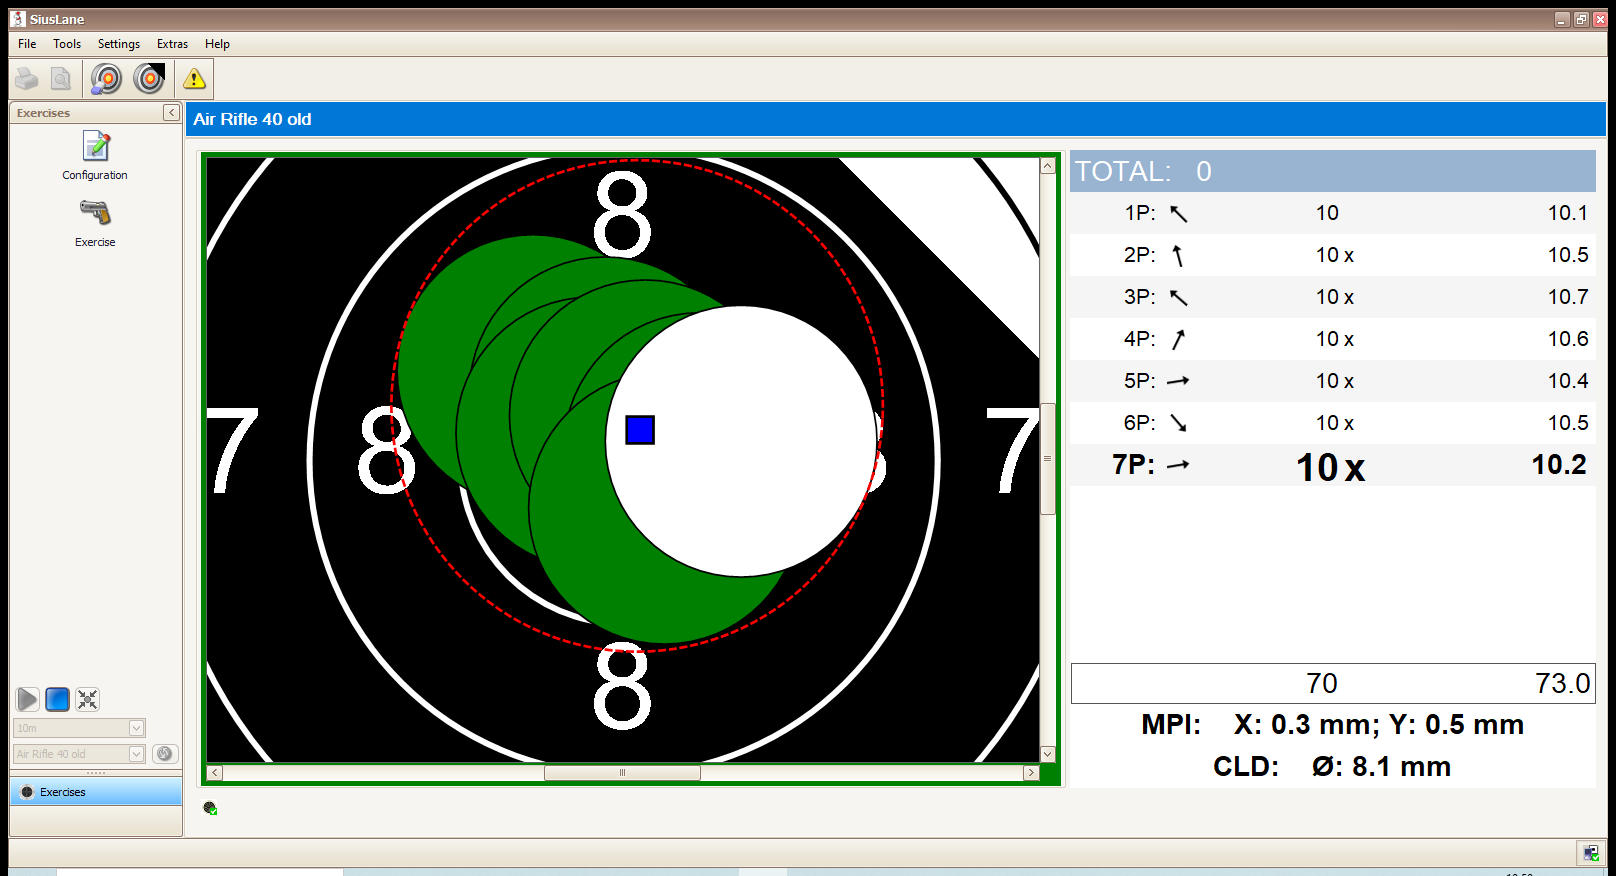 SiusLane
File Tools Settings Extras Help
Exercises
Configuration
Exercise
10m
Air Rifle 40 old
Exercises
Air Rifle 40 old
8
7 8 7
8
TOTAL: 0
1P: 10 10.1
2P: 10 x 10.5
3P: 10 x 10.7
4P: 10 x 10.6
5P: 10 x 10.4
6P: 10 x 10.5
7P: 10 x 10.2
70 73.0
MPI: X: 0.3 mm; Y: 0.5 mm
CLD: Ø: 8.1 mm